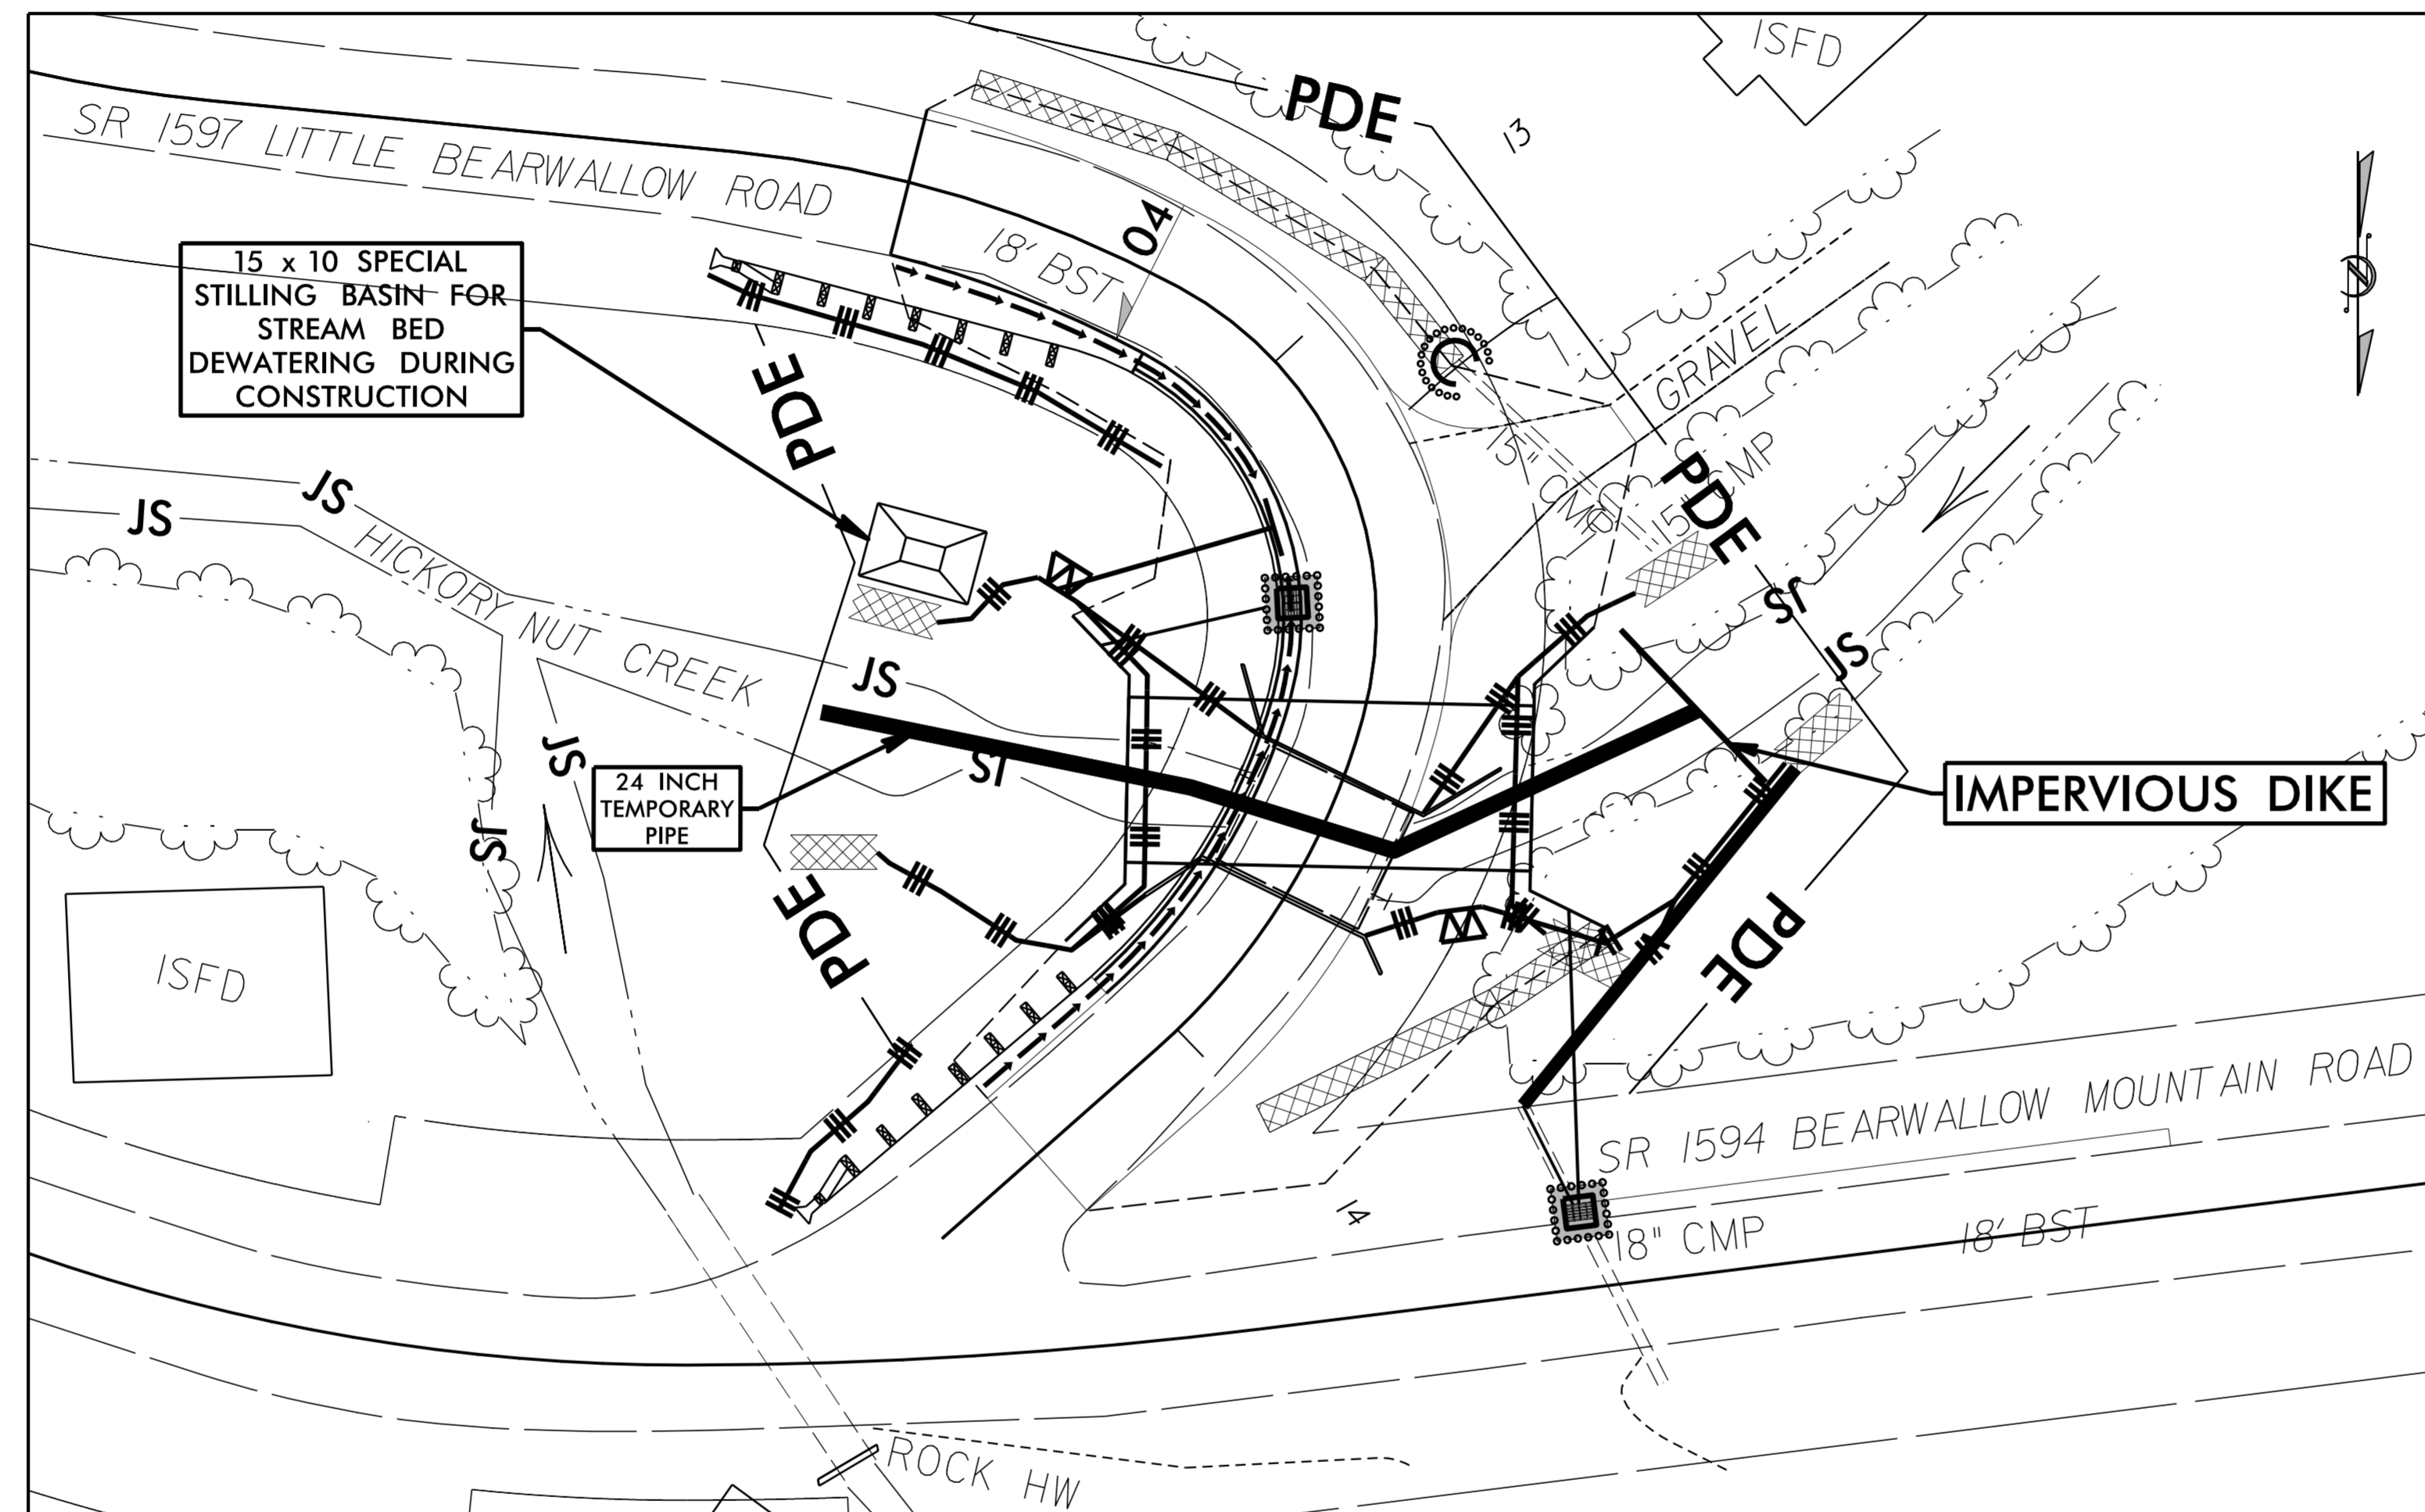 ISFD
PDE
13
SR 1597 LITTLE BEARWALLOW ROAD
04
18' BST
15 x 10 SPECIAL
STILLING BASIN FOR
STREAM BED
DEWATERING DURING
CONSTRUCTION
N
GRAVEL
PDE
15" CMP
15" CMP
PDE
JS
JS
HICKORY NUT CREEK
JS
JS
JS
JS
JS
JS
24 INCH
TEMPORARY
PIPE
IMPERVIOUS DIKE
JS
PDE
PDE
ISFD
SR 1594 BEARWALLOW MOUNTAIN ROAD
14
18" CMP
18' BST
ROCK HW